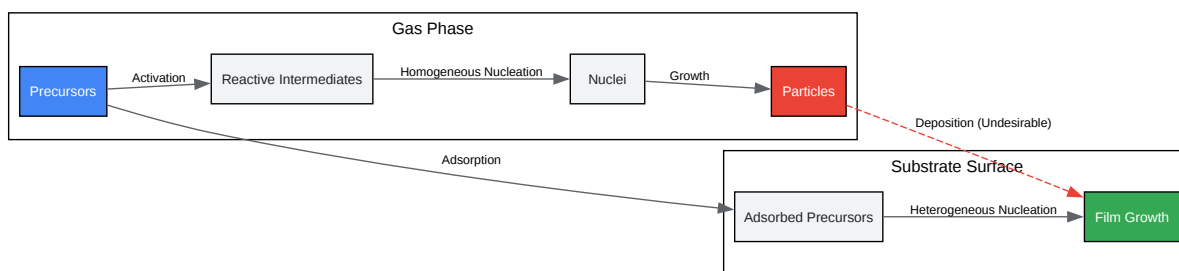 Gas Phase
Precursors
Activation
Reactive Intermediates
Homogeneous Nucleation
Nuclei
Growth
Particles
Deposition (Undesirable)
Adsorption
Substrate Surface
Adsorbed Precursors
Heterogeneous Nucleation
Film Growth